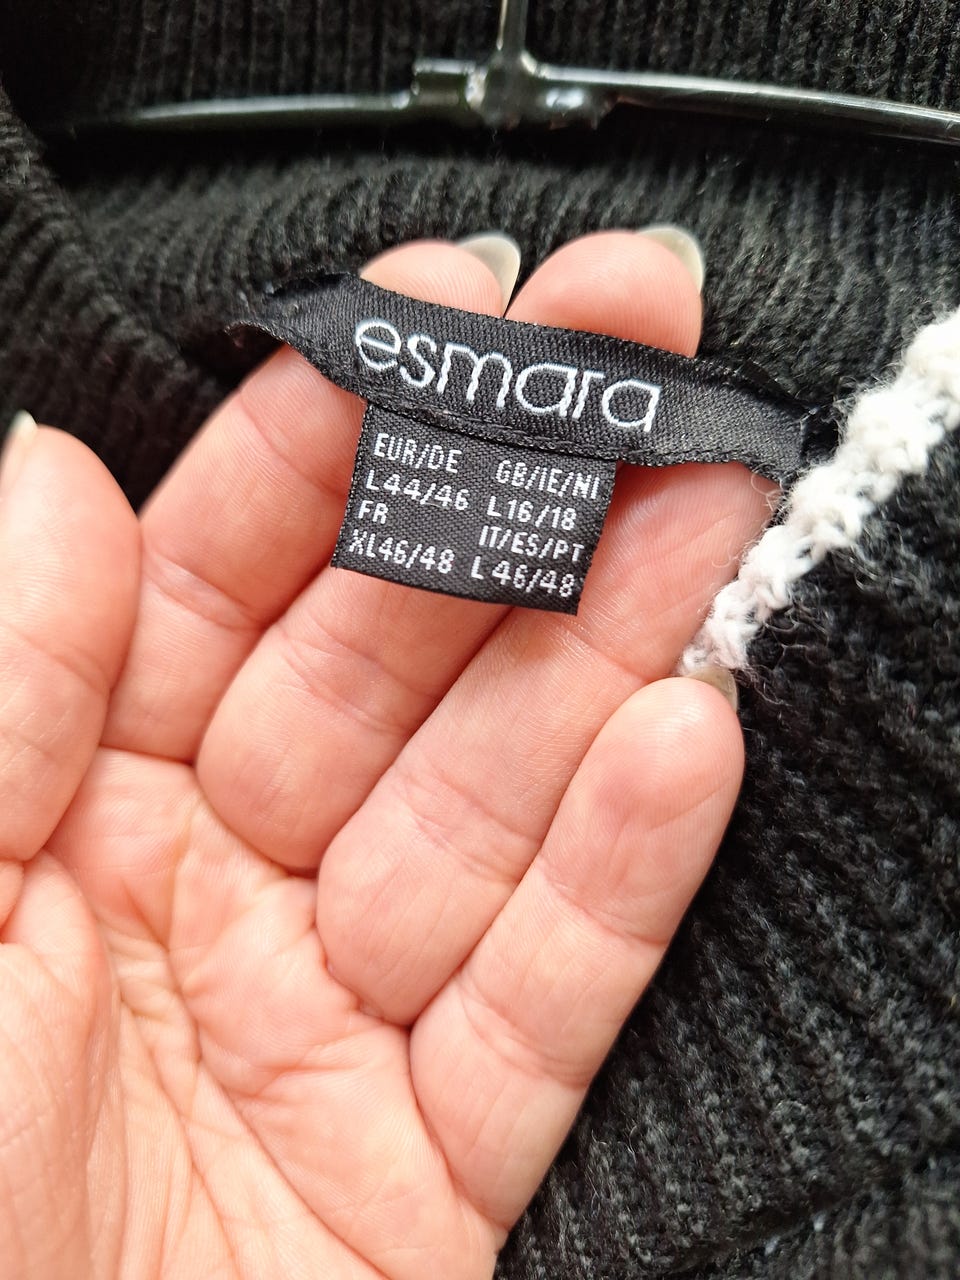 esmara
EUR/DE GB/IE/NI
L44/46 L16/18
FR IT/ES/PT
XL46/48 L46/48